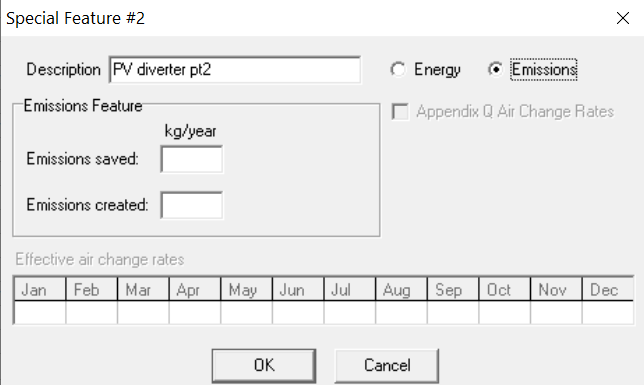 Special Feature #2
Description PV diverter pt2 Energy Emissions
Emissions Feature
Appendix Q Air Change Rates
kg/year
Emissions saved:
Emissions created:
Effective air change rates
Jan Feb Mar Apr May Jun Jul Aug Sep Oct Nov Dec
OK Cancel